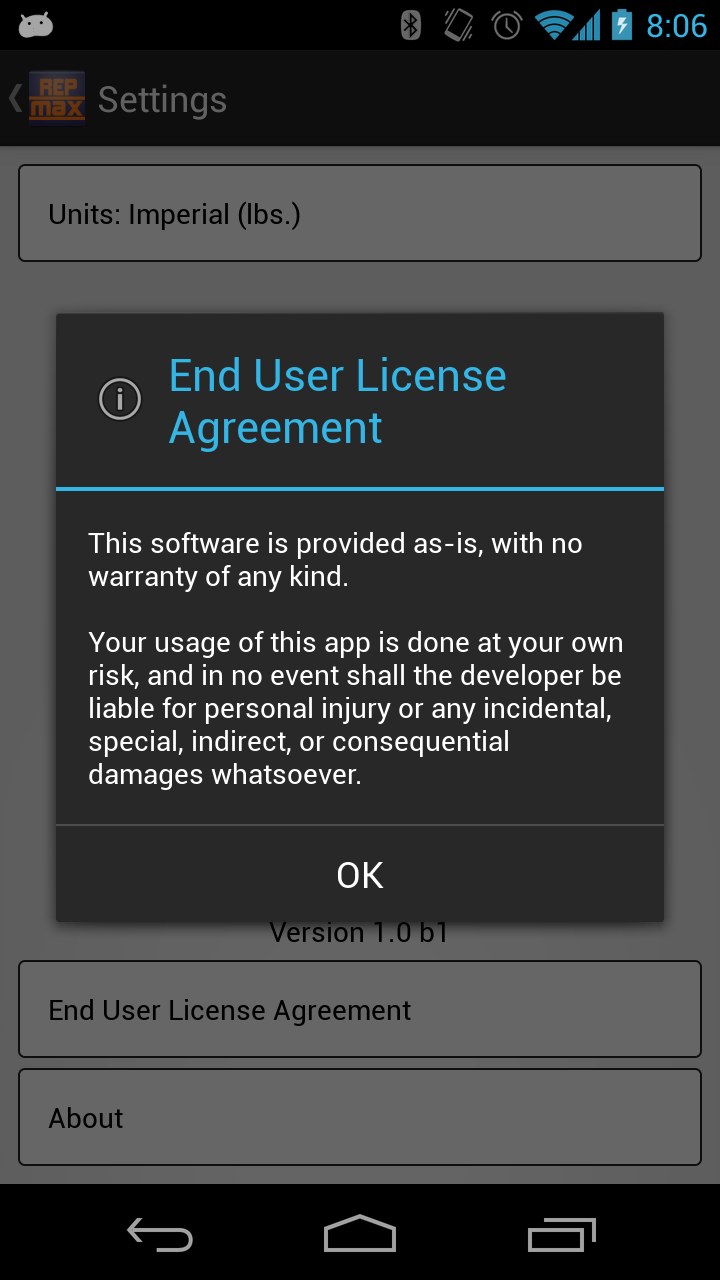 8:06
REP
max
Settings
Units: Imperial (lbs.)
End User License
Agreement
This software is provided as-is, with no
warranty of any kind.
Your usage of this app is done at your own
risk, and in no event shall the developer be
liable for personal injury or any incidental,
special, indirect, or consequential
damages whatsoever.
OK
Version 1.0 b1
End User License Agreement
About